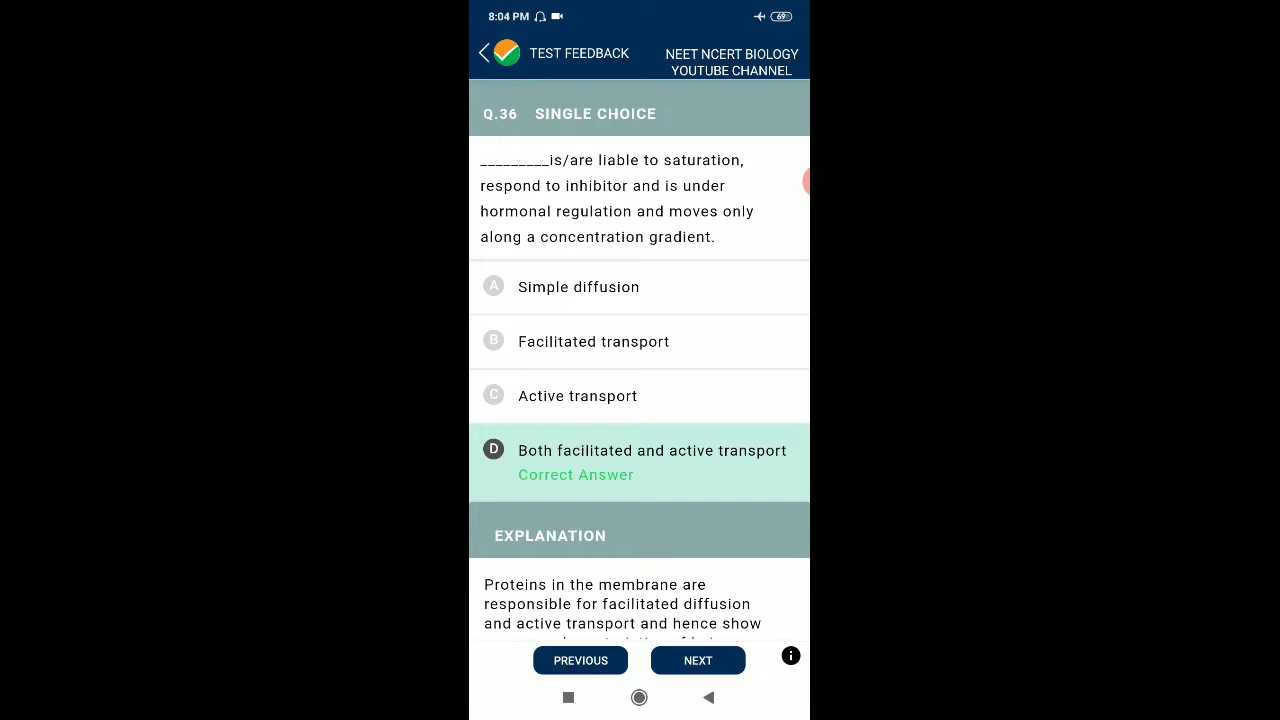 8:04 PM 69
TEST FEEDBACK
NEET NCERT BIOLOGY
YOUTUBE CHANNEL
Q.36 SINGLE CHOICE
_________is/are liable to saturation,
respond to inhibitor and is under
hormonal regulation and moves only
along a concentration gradient.
A Simple diffusion
B Facilitated transport
C Active transport
D Both facilitated and active transport
Correct Answer
EXPLANATION
Proteins in the membrane are
responsible for facilitated diffusion
and active transport and hence show
PREVIOUS NEXT